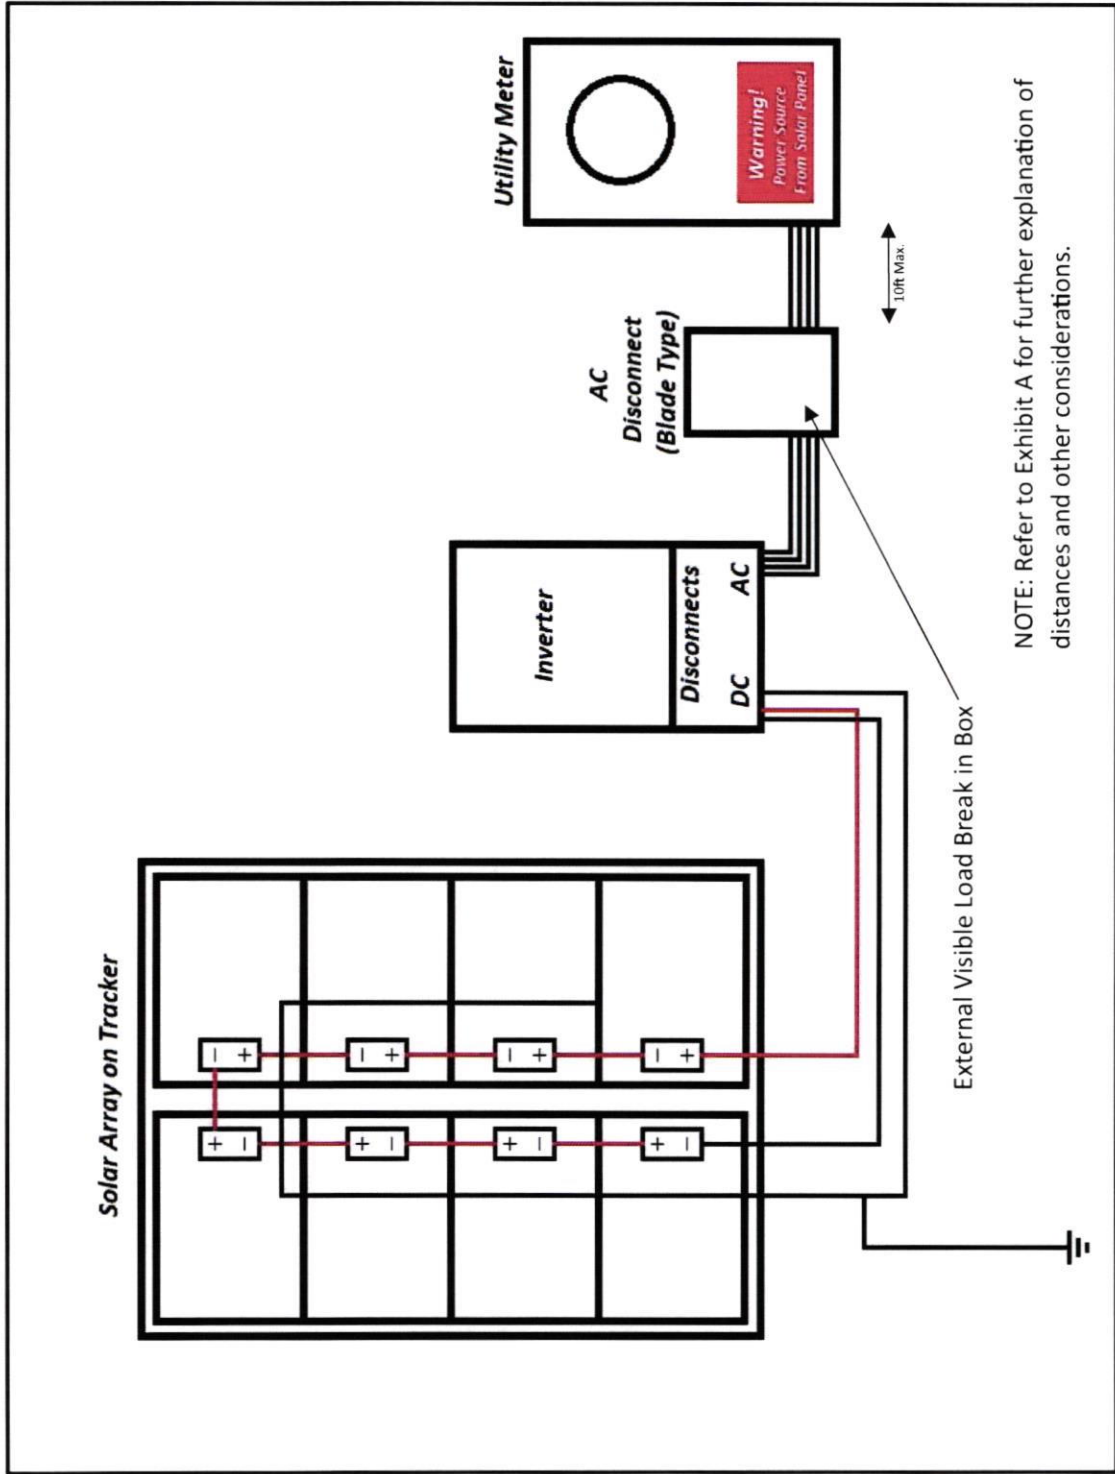 Solar Array on Tracker
+
−
+
−
+
−
+
−
−
+
−
+
−
+
−
+
Inverter
Disconnects
DC AC
AC
Disconnect
(Blade Type)
Utility Meter
Warning!
Power Source
From Solar Panel
10ft Max.
External Visible Load Break in Box
NOTE: Refer to Exhibit A for further explanation of
distances and other considerations.